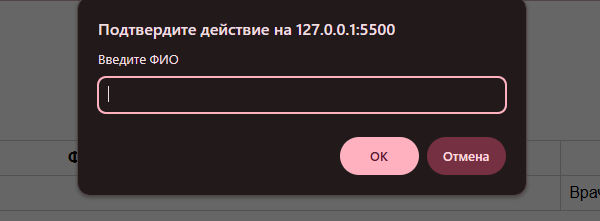 Подтвердите действие на 127.0.0.1:5500
Введите ФИО
ОК
Отмена
Ф
Врач